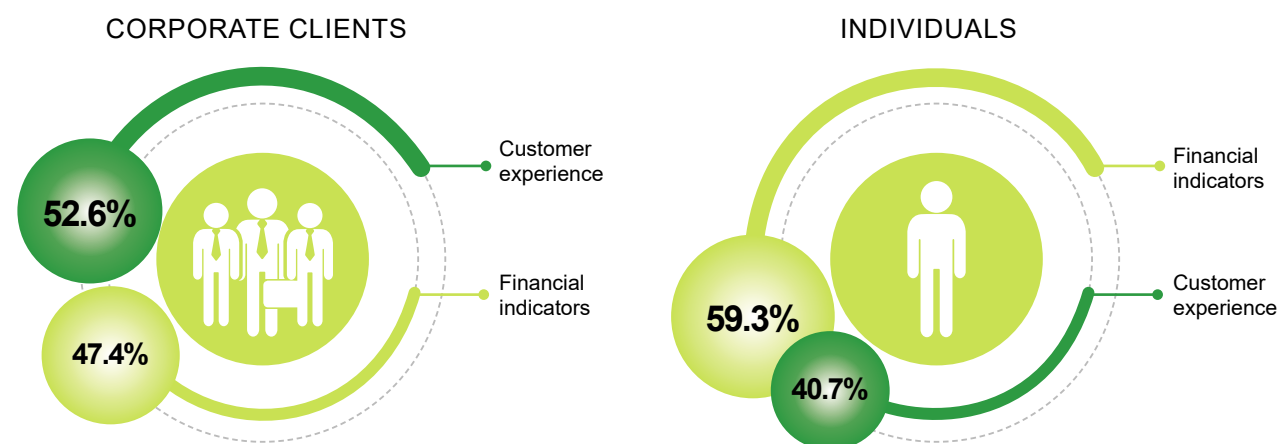 CORPORATE CLIENTS
Customer
experience
52.6%
Financial
indicators
47.4%
INDIVIDUALS
Financial
indicators
59.3%
Customer
experience
40.7%